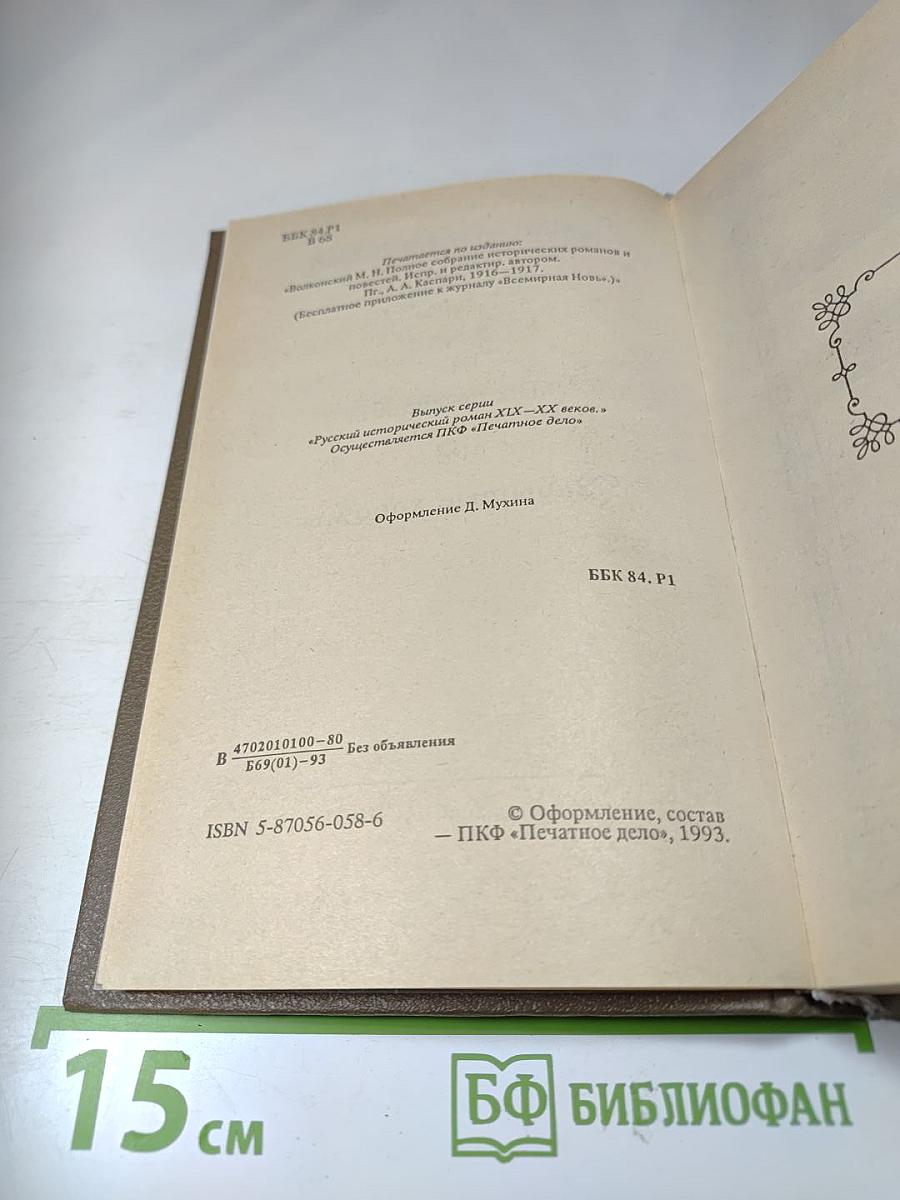 ББК 84.Р1
В 68
Печатается по изданию:
«Волконский М. Н. Полное собрание исторических романов и
повестей. Испр. и редактир. автором.
Пг., А. А. Каспари, 1916—1917.
(Бесплатное приложение к журналу «Всемирная Новь».)»
Выпуск серии
«Русский исторический роман XIX—XX веков.»
Осуществляется ПКФ «Печатное дело»
Оформление Д. Мухина
ББК 84. Р1
В 4702010100-80 Без объявления
Б69(01)-93
ISBN 5-87056-058-6
© Оформление, состав
— ПКФ «Печатное дело», 1993.
15 см
БФ БИБЛИОФАН